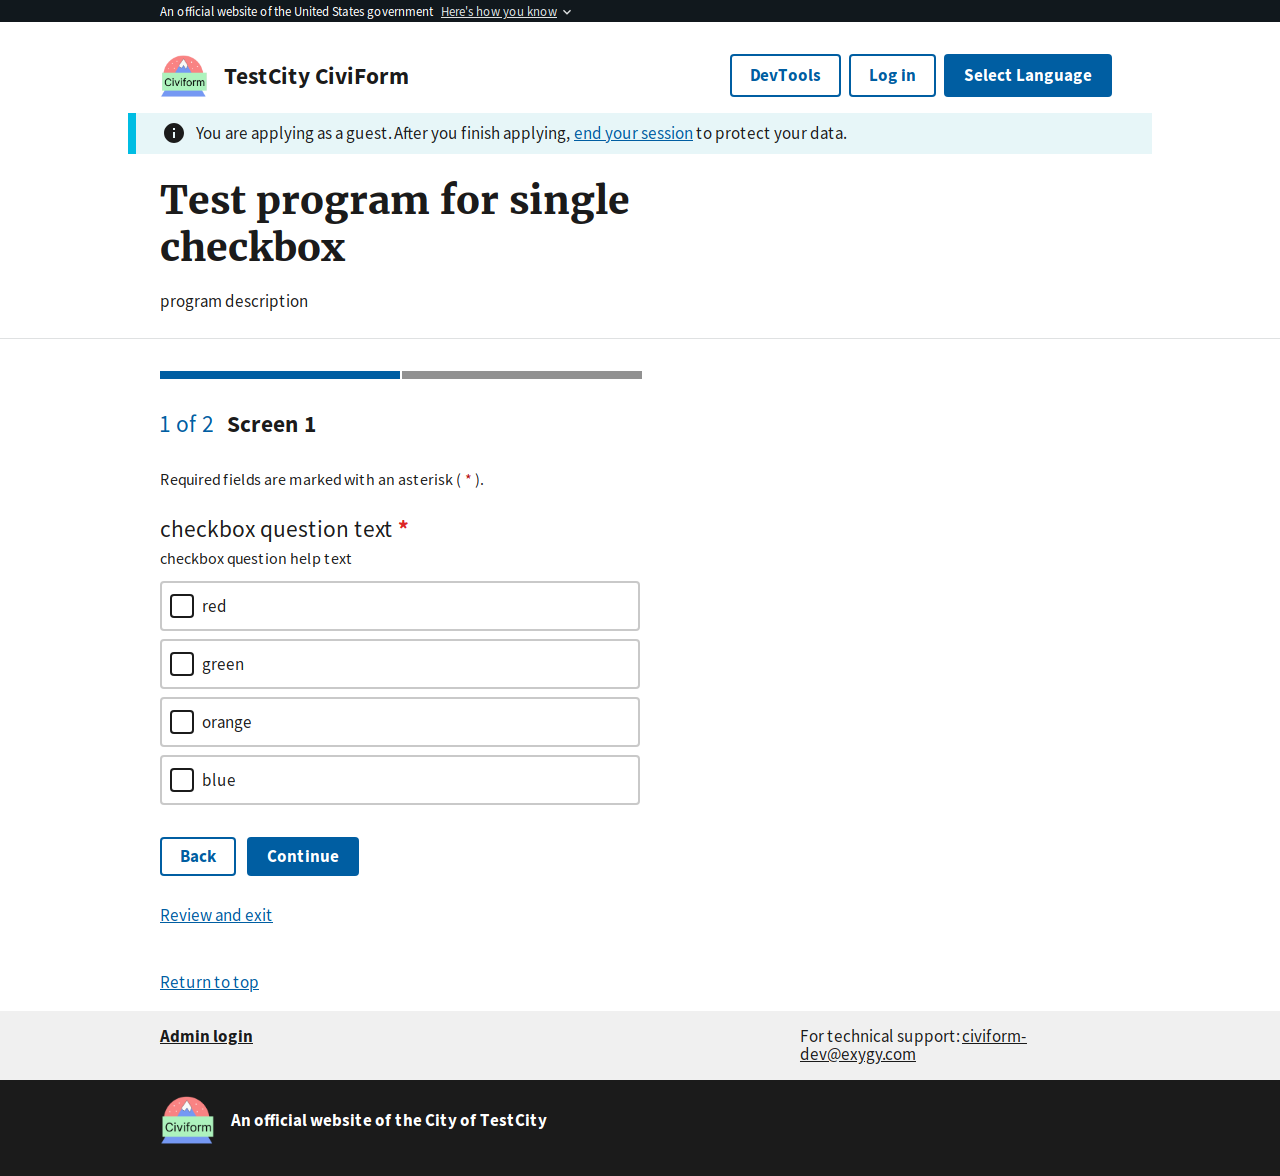 An official website of the United States government Here's how you know
Civiform
TestCity CiviForm
DevTools
Log in
Select Language
You are applying as a guest. After you finish applying, end your session to protect your data.
Test program for single
checkbox
program description
1 of 2 Screen 1
Required fields are marked with an asterisk ( * ).
checkbox question text *
checkbox question help text
red
green
orange
blue
Back
Continue
Review and exit
Return to top
Admin login
For technical support: civiform-
dev@exygy.com
Civiform
An official website of the City of TestCity